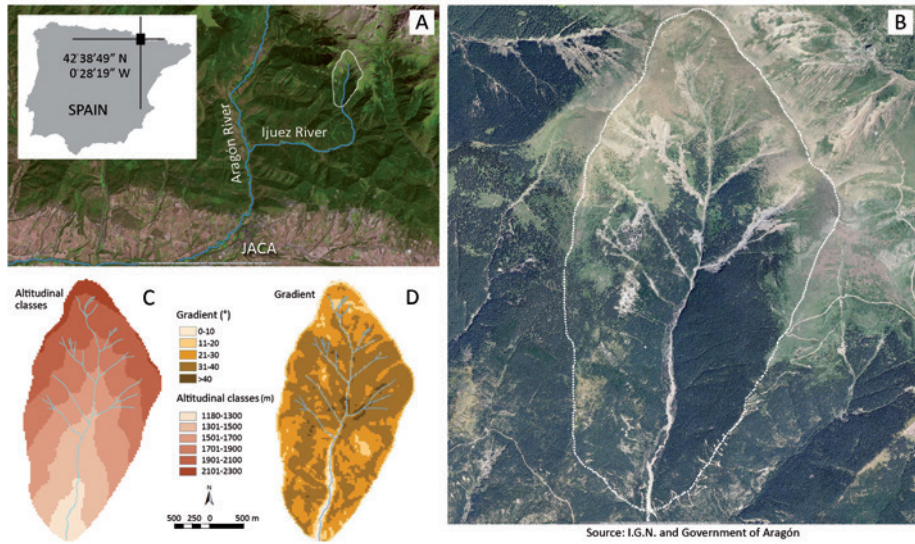 A
42°38'49" N
0°28'19" W
SPAIN
Aragón River
Ijuez River
JACA
B
Altitudinal
classes
C
Gradient
D
Gradient (°)
0-10
11-20
21-30
31-40
>40
Altitudinal classes (m)
1180-1300
1301-1500
1501-1700
1701-1900
1901-2100
2101-2300
N
500 250 0 500 m
Source: I.G.N. and Government of Aragón